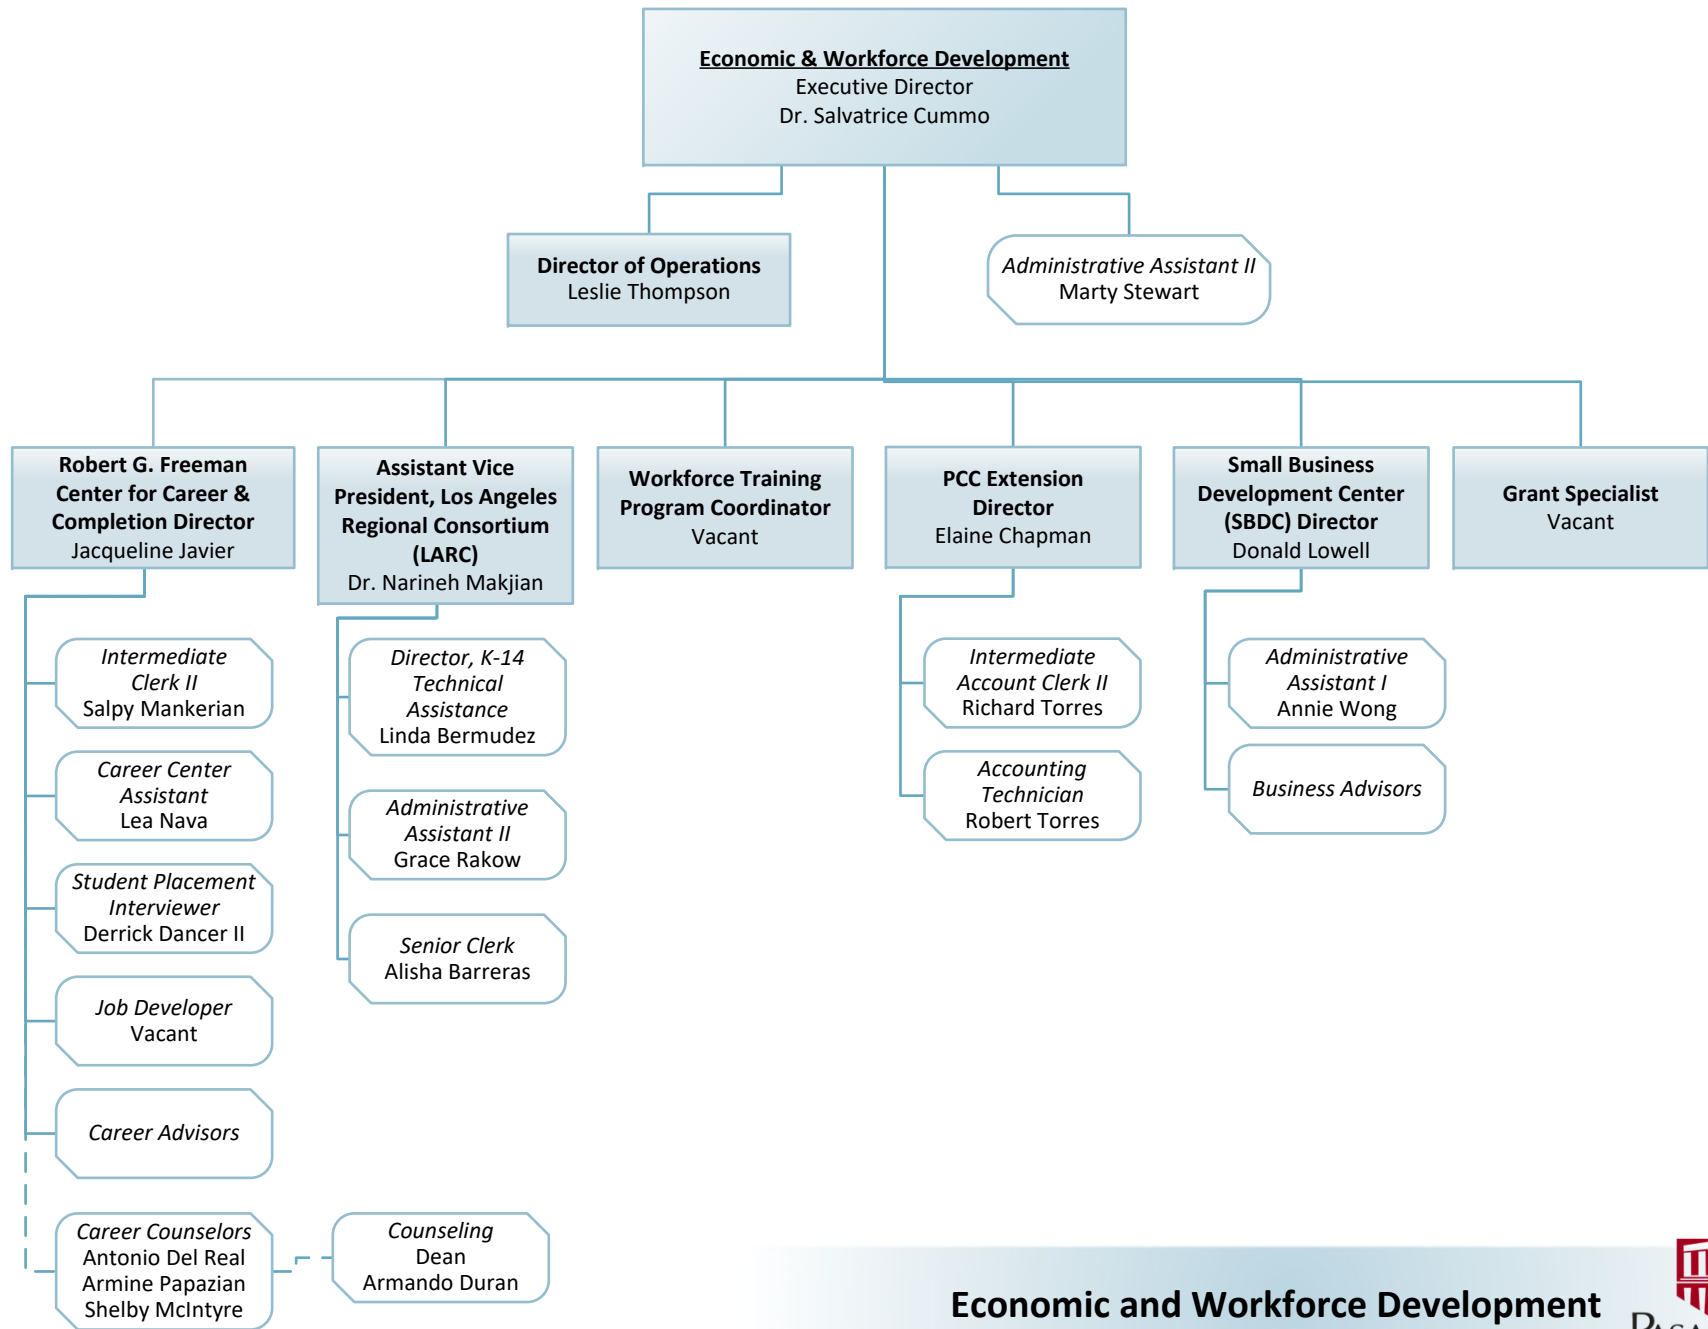 Economic & Workforce Development
Executive Director
Dr. Salvatrice Cummo
Director of Operations
Leslie Thompson
Administrative Assistant II
Marty Stewart
Robert G. Freeman
Center for Career &
Completion Director
Jacqueline Javier
Assistant Vice
President, Los Angeles
Regional Consortium
(LARC)
Dr. Narineh Makjian
Workforce Training
Program Coordinator
Vacant
PCC Extension
Director
Elaine Chapman
Small Business
Development Center
(SBDC) Director
Donald Lowell
Grant Specialist
Vacant
Intermediate
Clerk II
Salpy Mankerian
Career Center
Assistant
Lea Nava
Student Placement
Interviewer
Derrick Dancer II
Job Developer
Vacant
Career Advisors
Career Counselors
Antonio Del Real
Armine Papazian
Shelby McIntyre
Counseling
Dean
Armando Duran
Director, K-14
Technical
Assistance
Linda Bermudez
Administrative
Assistant II
Grace Rakow
Senior Clerk
Alisha Barreras
Intermediate
Account Clerk II
Richard Torres
Accounting
Technician
Robert Torres
Administrative
Assistant I
Annie Wong
Business Advisors
Economic and Workforce Development